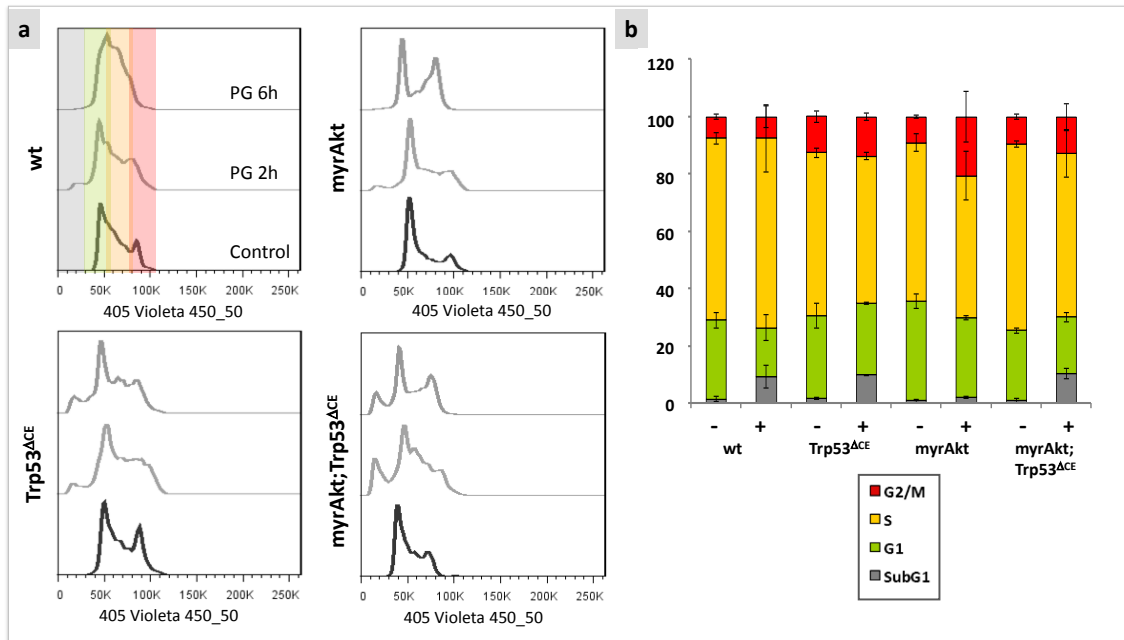 a
wt
PG 6h
PG 2h
Control
0 50K 100K 150K 200K 250K
405 Violeta 450_50
myrAkt
0 50K 100K 150K 200K 250K
405 Violeta 450_50
Trp53ΔCE
0 50K 100K 150K 200K 250K
405 Violeta 450_50
myrAkt;Trp53ΔCE
0 50K 100K 150K 200K 250K
405 Violeta 450_50
b
120
100
80
60
40
20
0
- + - + - + - +
wt Trp53ΔCE myrAkt myrAkt;
Trp53ΔCE
G2/M
S
G1
SubG1